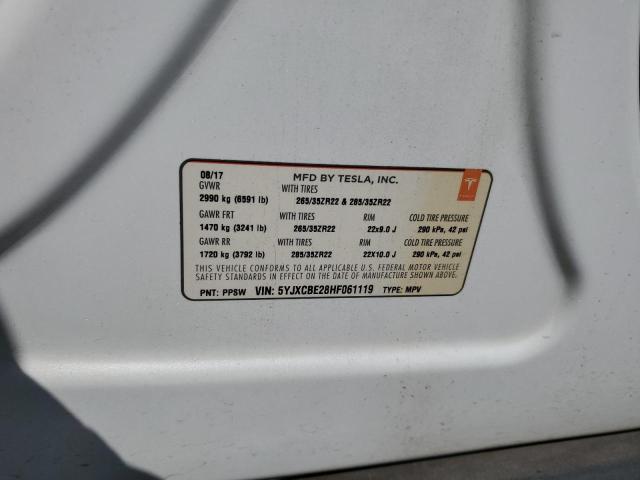 08/17 MFD BY TESLA, INC.
GVWR WITH TIRES
2990 kg (6591 lb) 265/35ZR22 & 285/35ZR22
GAWR FRT WITH TIRES RIM COLD TIRE PRESSURE
1470 kg (3241 lb) 265/35ZR22 22x9.0 J 290 kPa, 42 psi
GAWR RR WITH TIRES RIM COLD TIRE PRESSURE
1720 kg (3792 lb) 285/35ZR22 22X10.0 J 290 kPa, 42 psi
THIS VEHICLE CONFORMS TO ALL APPLICABLE U.S. FEDERAL MOTOR VEHICLE
SAFETY STANDARDS IN EFFECT ON THE DATE OF MANUFACTURE SHOWN ABOVE.
PNT: PPSW VIN: 5YJXCBE28HF061119 TYPE: MPV